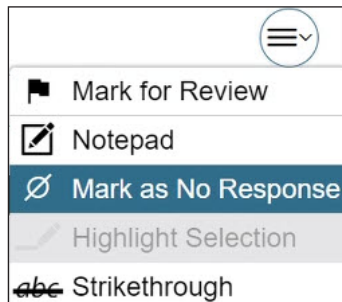 Mark for Review
Notepad
Mark as No Response
Highlight Selection
abc Strikethrough